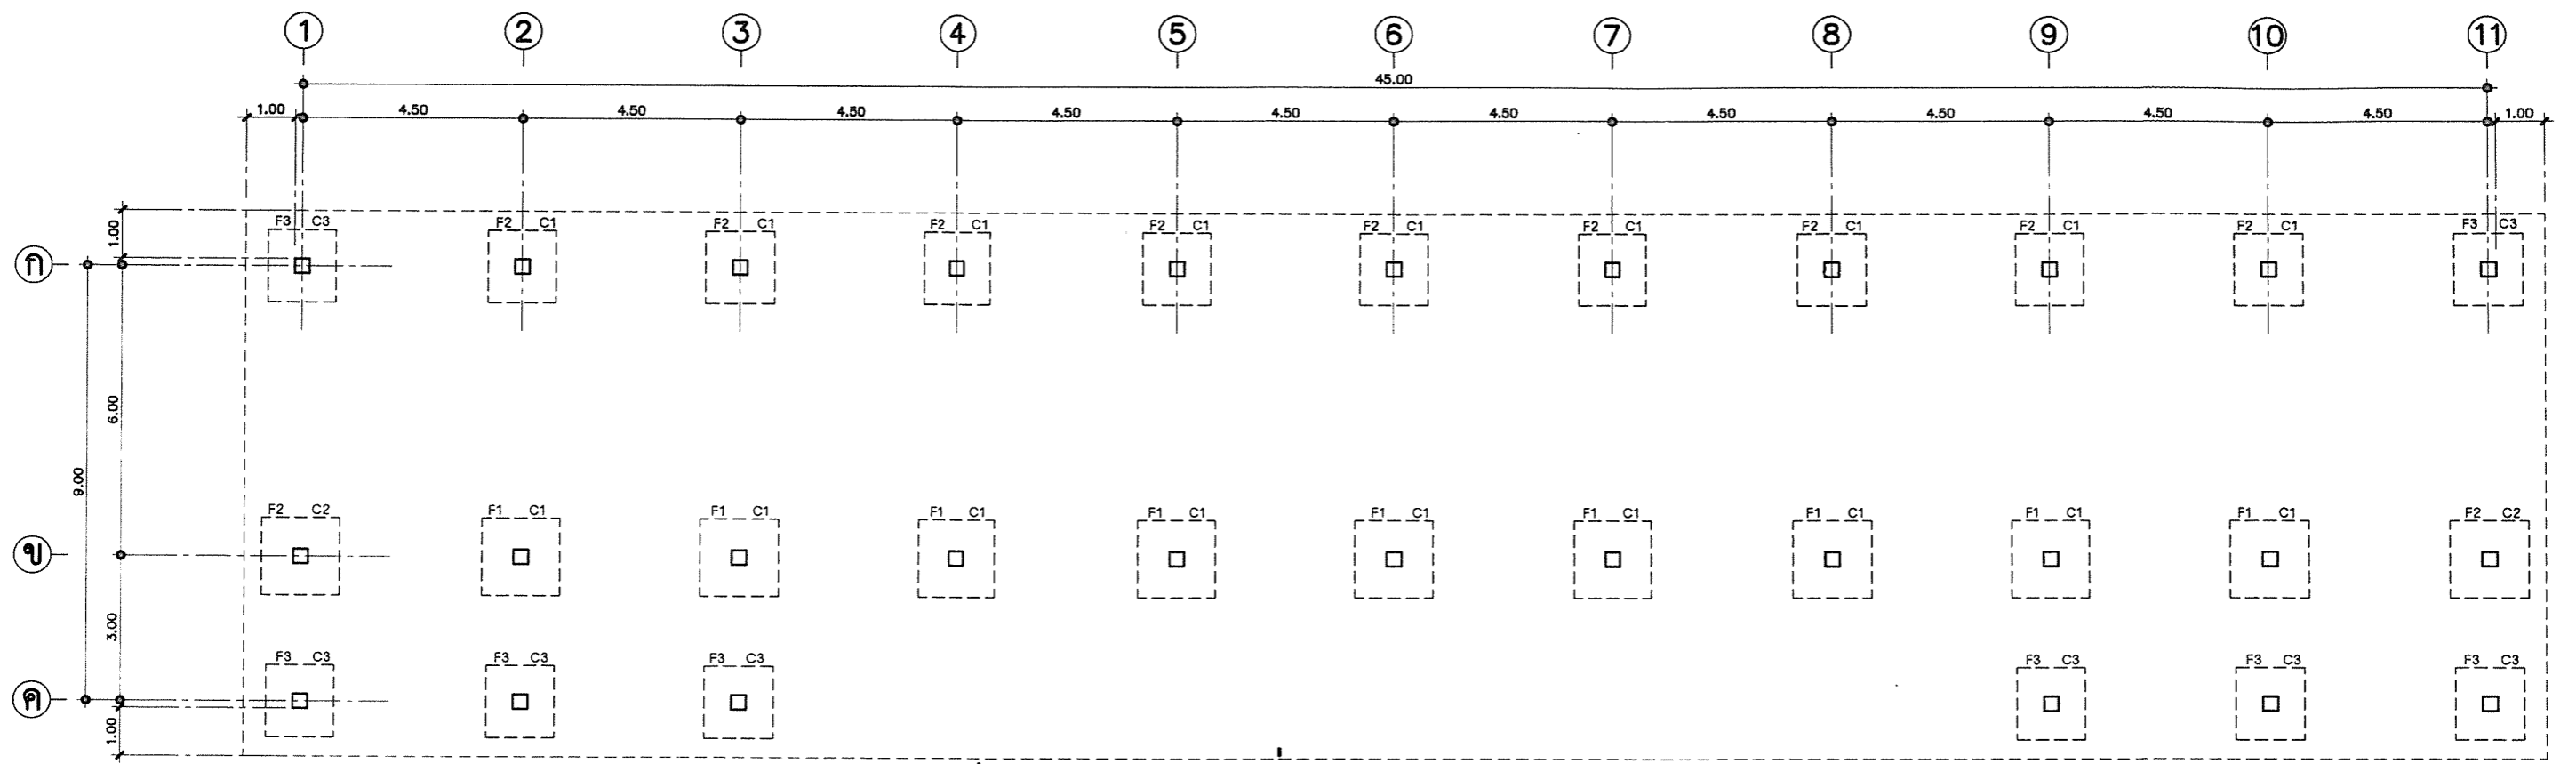 1 2 3 4 5 6 7 8 9 10 11
45.00
1.00 4.50 4.50 4.50 4.50 4.50 4.50 4.50 4.50 4.50 4.50 1.00
1.00
F3 C3 F2 C1 F2 C1 F2 C1 F2 C1 F2 C1 F2 C1 F2 C1 F2 C1 F2 C1 F3 C3
ก
6.00
9.00
F2 C2 F1 C1 F1 C1 F1 C1 F1 C1 F1 C1 F1 C1 F1 C1 F1 C1 F1 C1 F2 C2
ข
3.00
F3 C3 F3 C3 F3 C3 F3 C3 F3 C3 F3 C3
ค
1.00